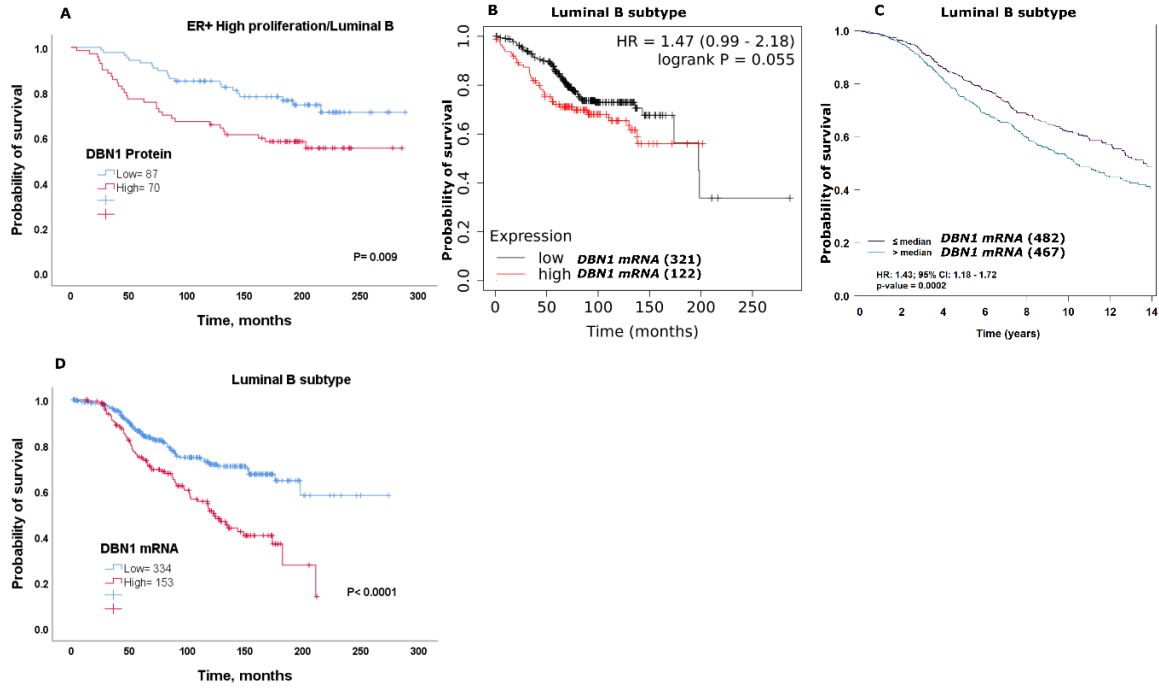 A
ER+ High proliferation/Luminal B
Probability of survival
1.0
0.8
0.6
0.4
0.2
0.0
DBN1 Protein
Low= 87
High= 70
P= 0.009
0 50 100 150 200 250 300
Time, months
B
Luminal B subtype
HR = 1.47 (0.99 - 2.18)
logrank P = 0.055
Probability of survival
1.0
0.8
0.6
0.4
0.2
0.0
Expression
low DBN1 mRNA (321)
high DBN1 mRNA (122)
0 50 100 150 200 250
Time (months)
C
Luminal B subtype
Probability of survival
1.0
0.8
0.6
0.4
0.2
0.0
≤ median DBN1 mRNA (482)
> median DBN1 mRNA (467)
HR: 1.43; 95% CI: 1.18 - 1.72
p-value = 0.0002
0 2 4 6 8 10 12 14
Time (years)
D
Luminal B subtype
Probability of survival
1.0
0.8
0.6
0.4
0.2
0.0
DBN1 mRNA
Low= 334
High= 153
P< 0.0001
0 50 100 150 200 250 300
Time, months